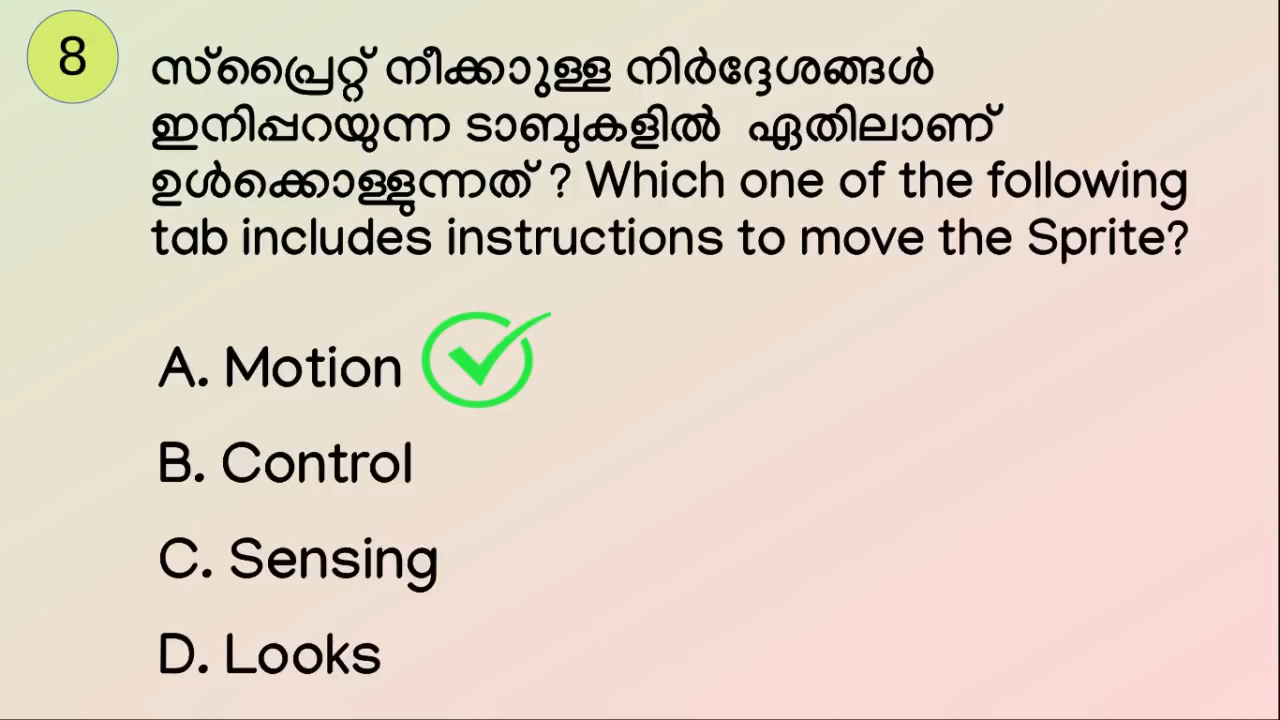 8
സ്പ്രൈറ്റ് നീക്കാുള്ള നിർദ്ദേശങ്ങൾ
ഇനിപ്പറയുന്ന ടാബുകളിൽ ഏതിലാണ്
ഉൾക്കൊള്ളുന്നത് ? Which one of the following
tab includes instructions to move the Sprite?
A. Motion
B. Control
C. Sensing
D. Looks